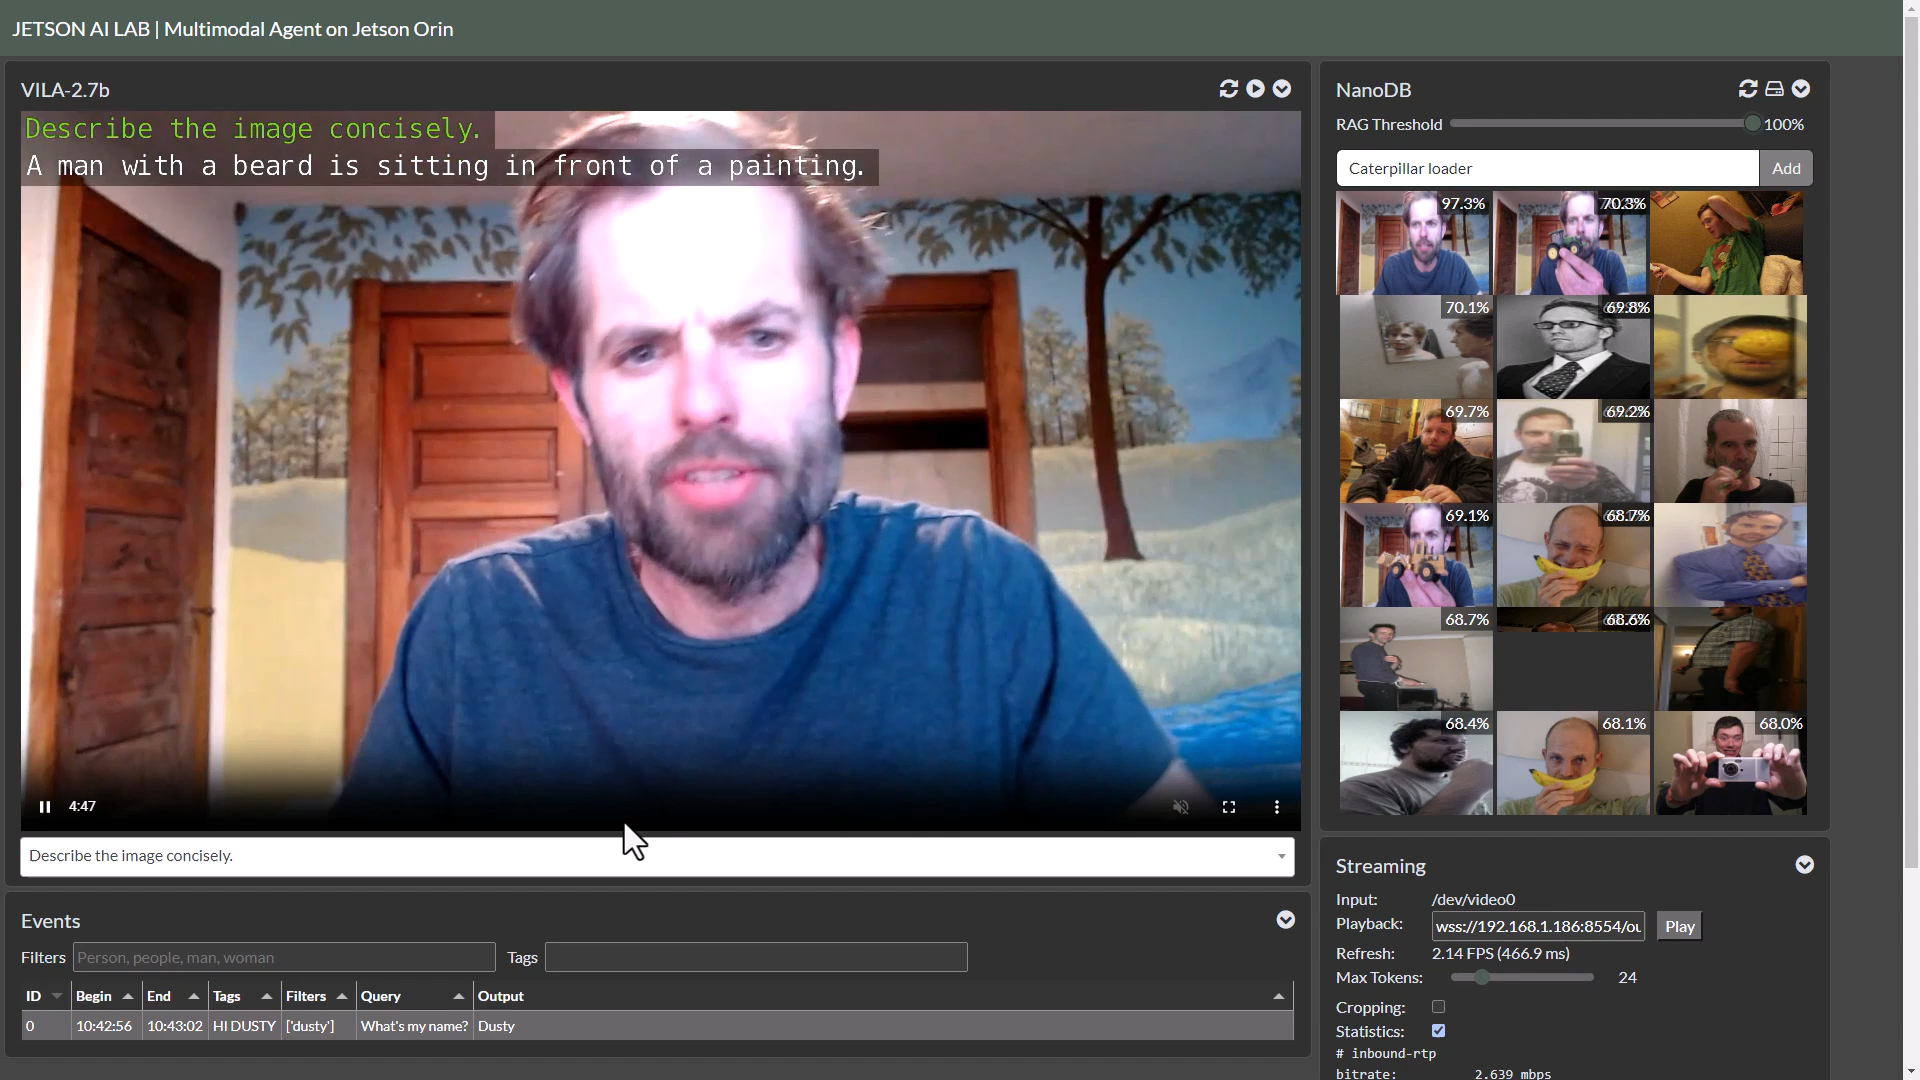 JETSON AI LAB | Multimodal Agent on Jetson Orin
VILA-2.7b
Describe the image concisely.
A man with a beard is sitting in front of a painting.
4:47
Describe the image concisely.
Events
Filters Person, people, man, woman Tags
ID Begin End Tags Filters Query Output
0 10:42:56 10:43:02 HI DUSTY ['dusty'] What's my name? Dusty
NanoDB
RAG Threshold 100%
Caterpillar loader Add
97.3% 70.3%
70.1% 69.8%
69.7% 69.2%
69.1% 68.7%
68.7% 68.6%
68.4% 68.1% 68.0%
Streaming
Input: /dev/video0
Playback: wss://192.168.1.186:8554/ou Play
Refresh: 2.14 FPS (466.9 ms)
Max Tokens: 24
Cropping:
Statistics:
# inbound-rtp
bitrate: 2.639 mbps